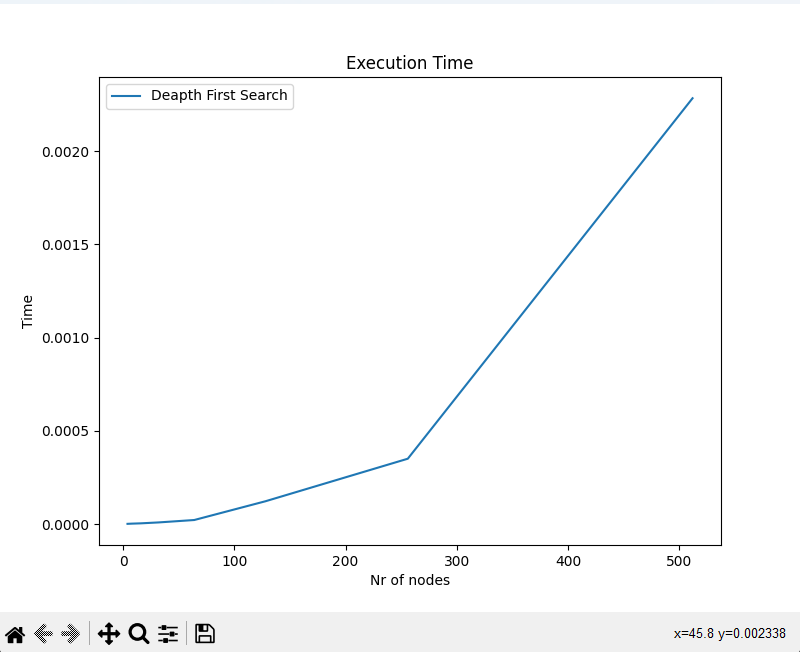 Execution Time
Deapth First Search
0.0020
0.0015
0.0010
0.0005
0.0000
Time
0 100 200 300 400 500
Nr of nodes
x=45.8 y=0.002338